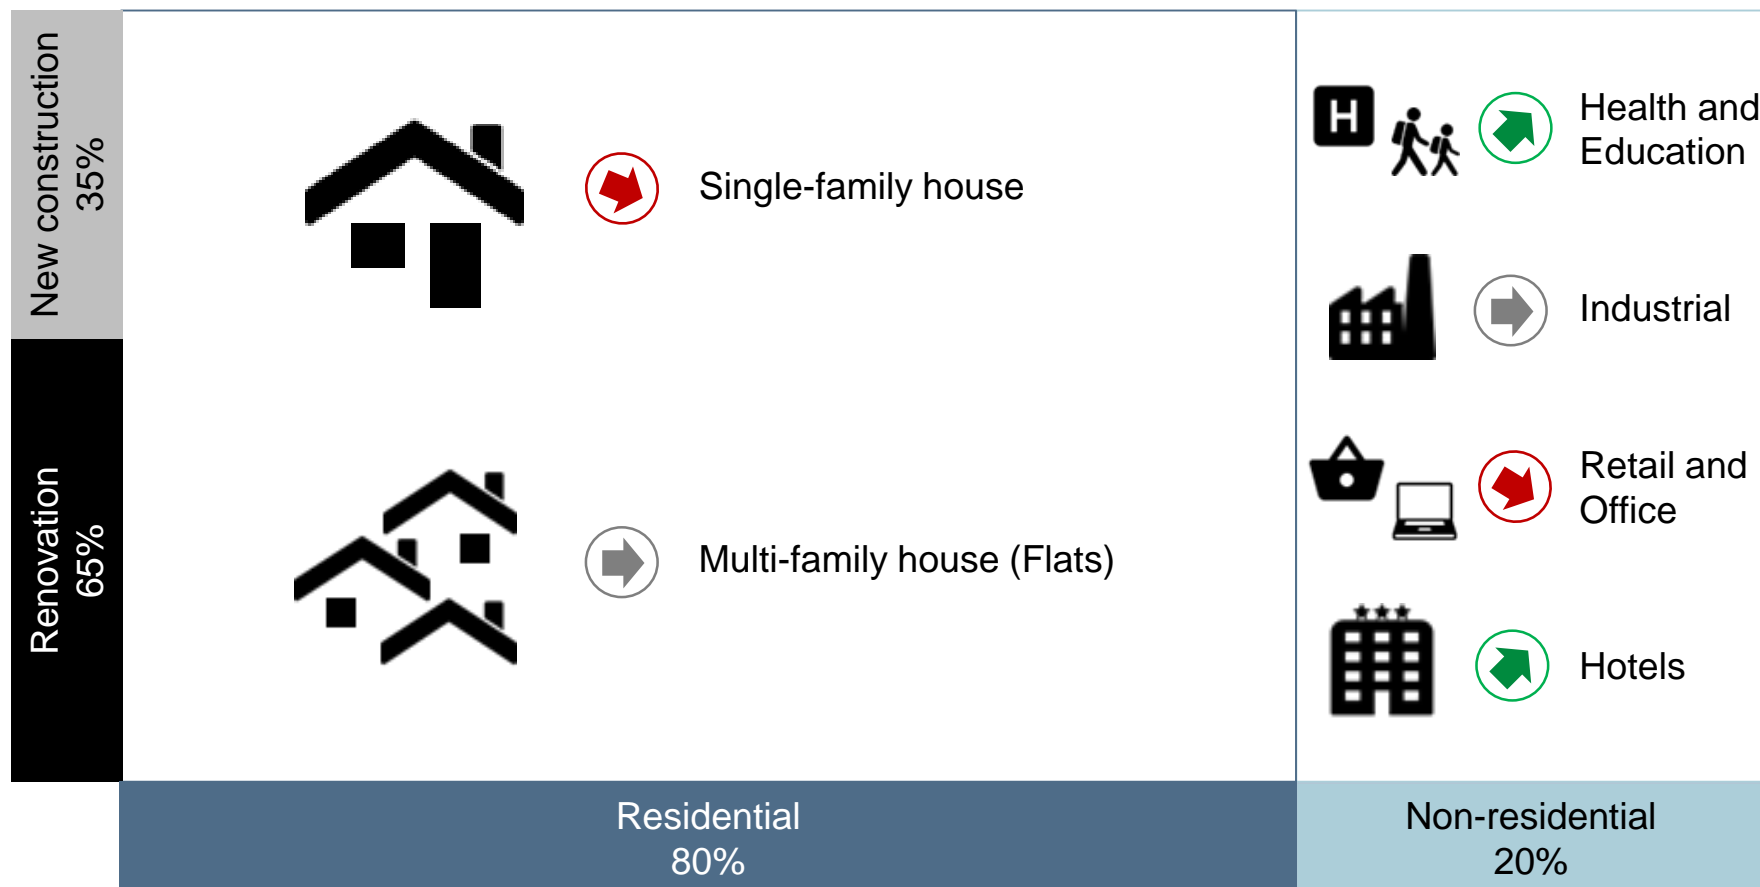 New construction
35%
Renovation
65%
Single-family house
Multi-family house (Flats)
H
Health and
Education
Industrial
Retail and
Office
Hotels
Residential
80%
Non-residential
20%